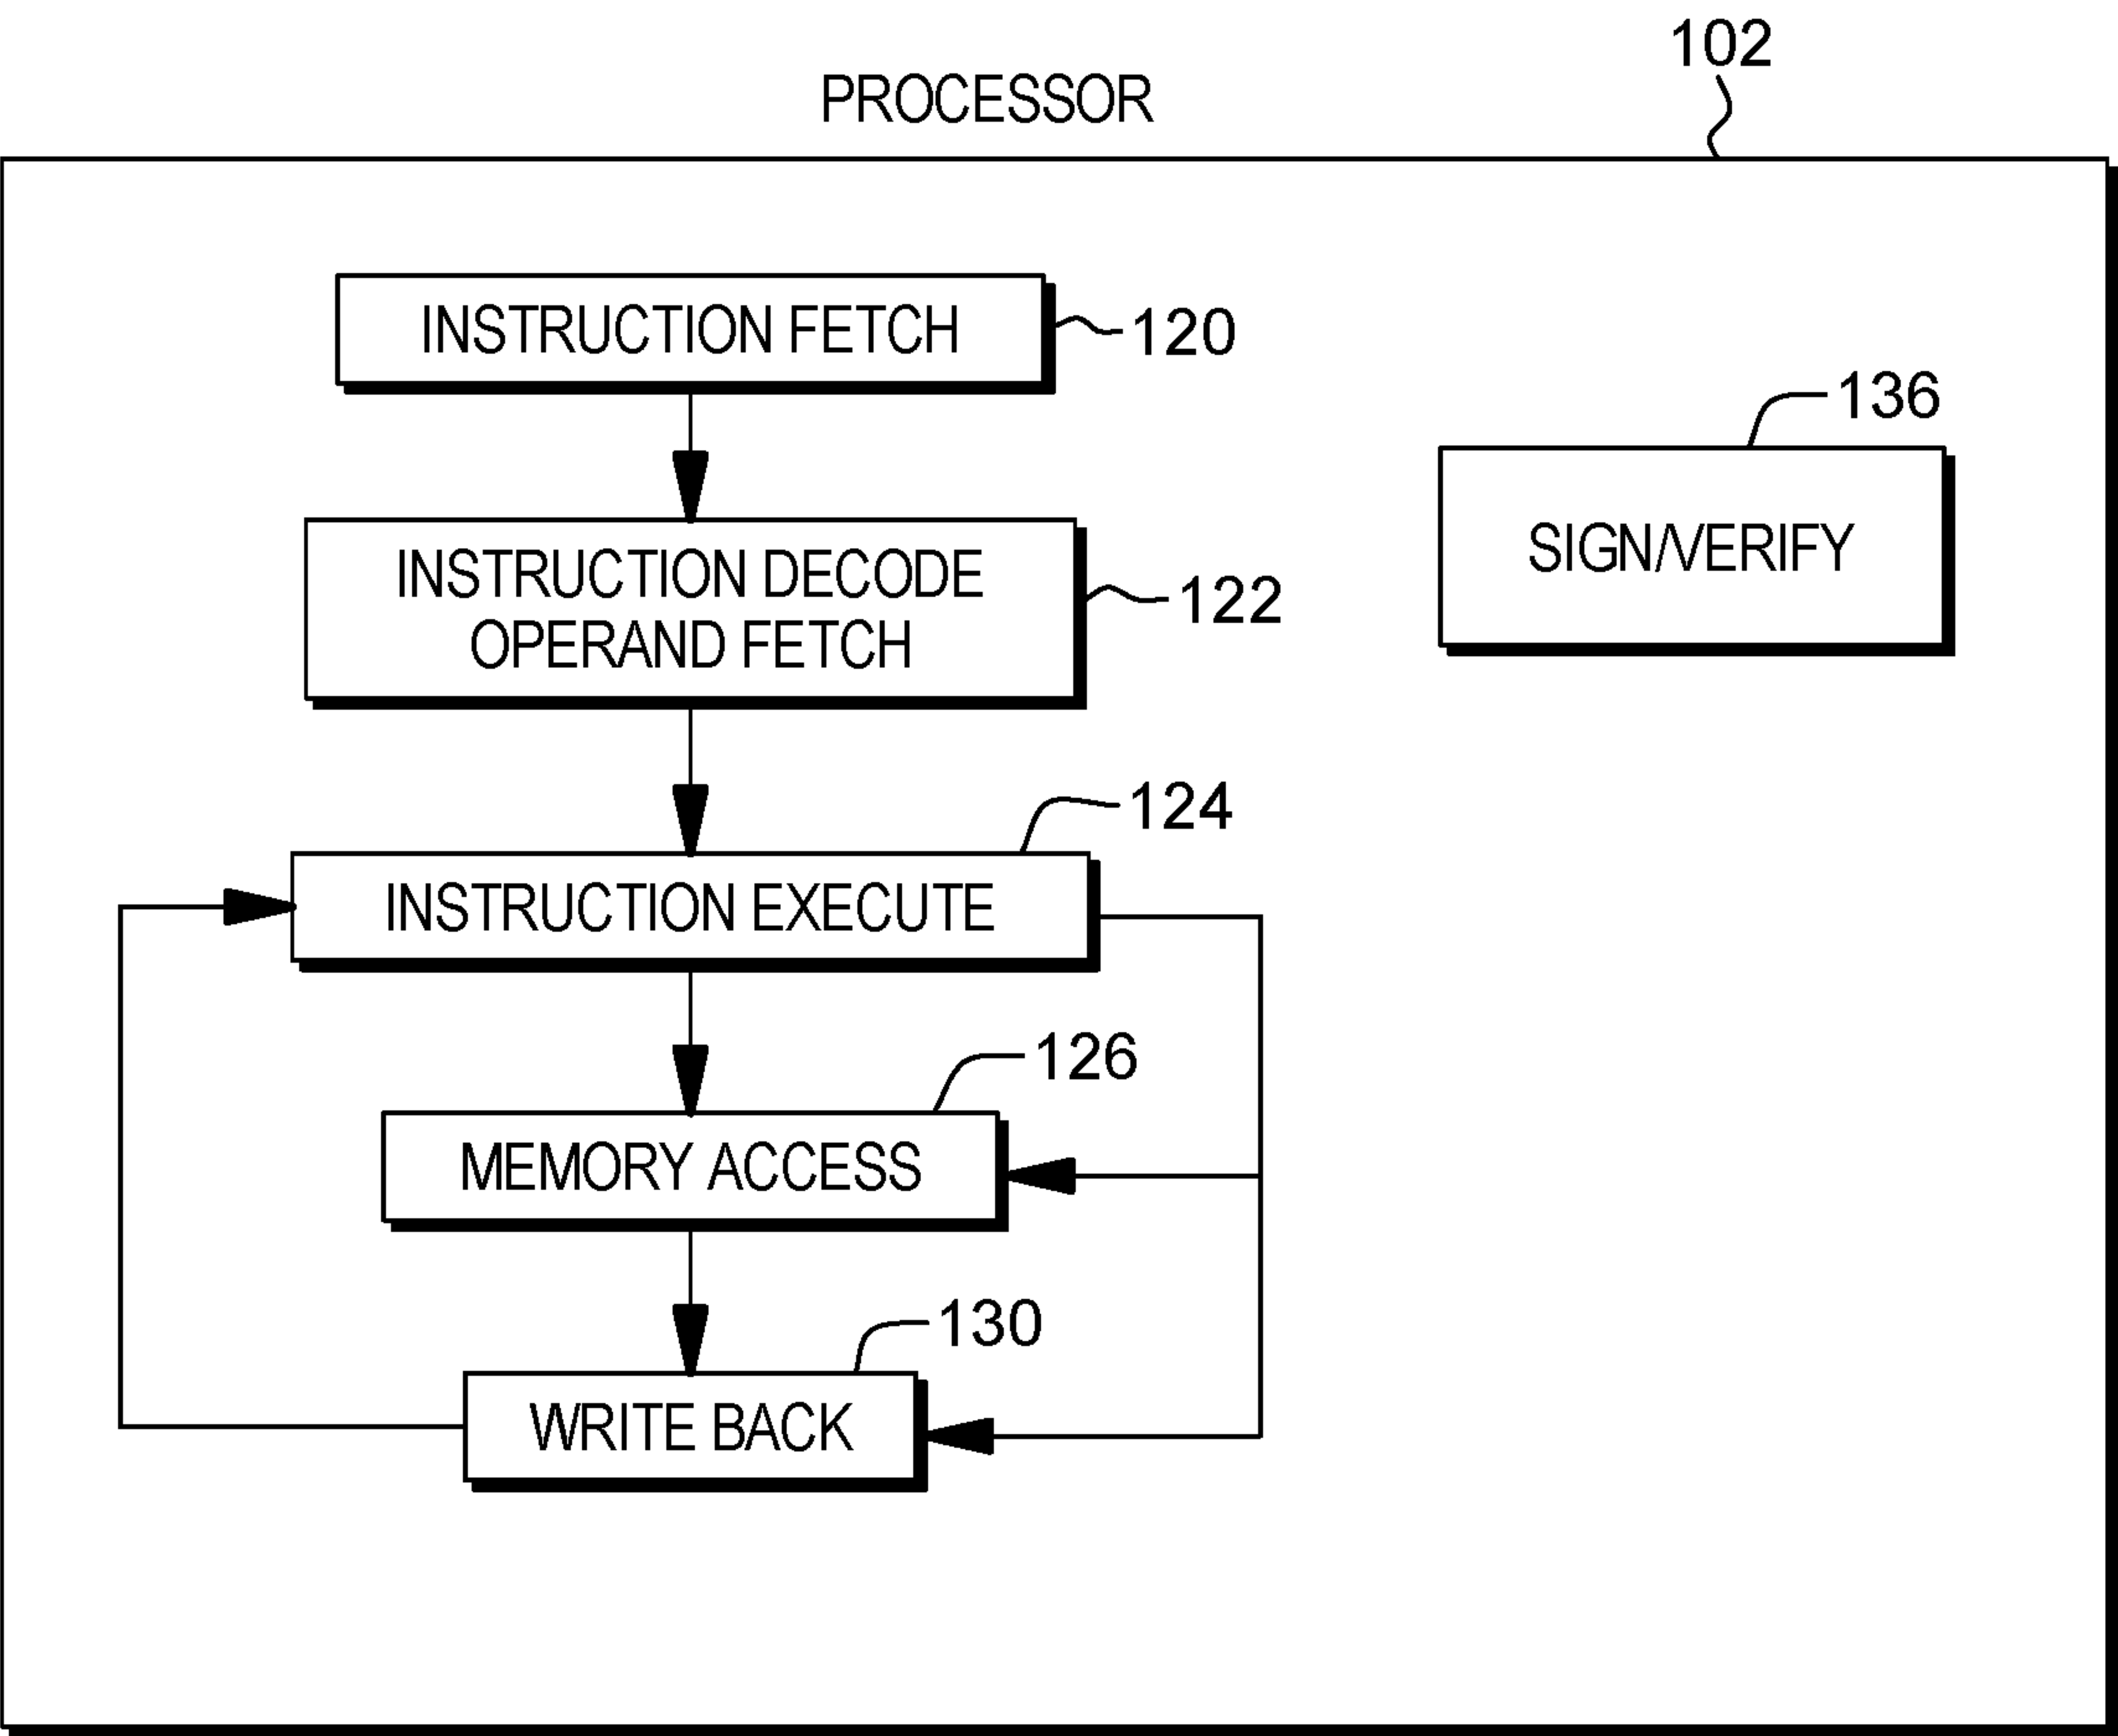 102
PROCESSOR
INSTRUCTION FETCH
120
136
SIGN/VERIFY
INSTRUCTION DECODE
OPERAND FETCH
122
124
INSTRUCTION EXECUTE
126
MEMORY ACCESS
130
WRITE BACK